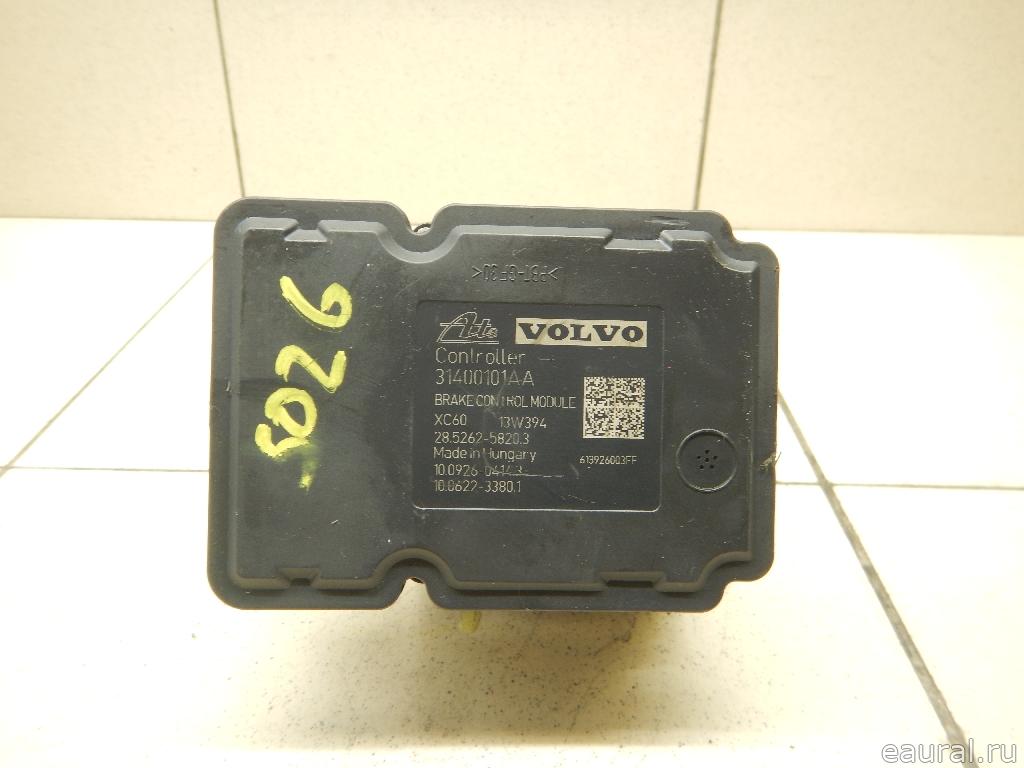 >PBT-GF30<
5026
Ate VOLVO
Controller
31400101AA
BRAKE CONTROL MODULE
XC60 13W394
28.5262-5820.3
Made in Hungary
613926003FF
10.0926-0414.3
10.0622-3380.1
eaural.ru